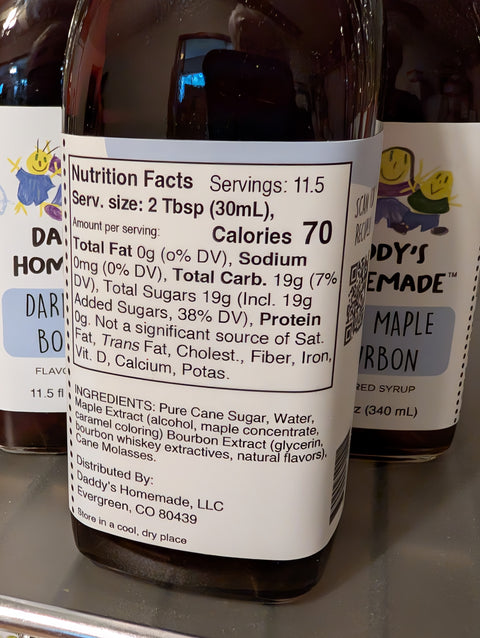 Nutrition Facts Servings: 11.5
Serv. size: 2 Tbsp (30mL),
Amount per serving: Calories 70
Total Fat 0g (o% DV), Sodium
0mg (0% DV), Total Carb. 19g (7%
DV), Total Sugars 19g (Incl. 19g
Added Sugars, 38% DV), Protein
0g. Not a significant source of Sat.
Fat, Trans Fat, Cholest., Fiber, Iron,
Vit. D, Calcium, Potas.
INGREDIENTS: Pure Cane Sugar, Water,
Maple Extract (alcohol, maple concentrate,
caramel coloring) Bourbon Extract (glycerin,
bourbon whiskey extractives, natural flavors),
Cane Molasses.
Distributed By:
Daddy's Homemade, LLC
Evergreen, CO 80439
Store in a cool, dry place
SCAN
DA
HOM
DAR
BO
FLAVO
11.5 fl
DDY'S
EMADE™
MAPLE
RBON
RED SYRUP
z (340 mL)